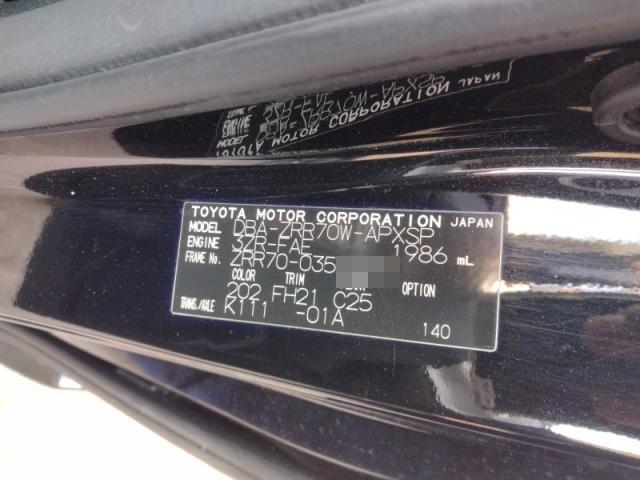 TOYOTA MOTOR CORPORATION JAPAN
MODEL DBA-ZRR70W-APXSP
ENGINE 3ZR-FAE 1986 mL
FRAME No. ZRR70-035
COLOR TRIM OPTION
202 FH21 C25
TRANS./AXLE K111 -01A
140